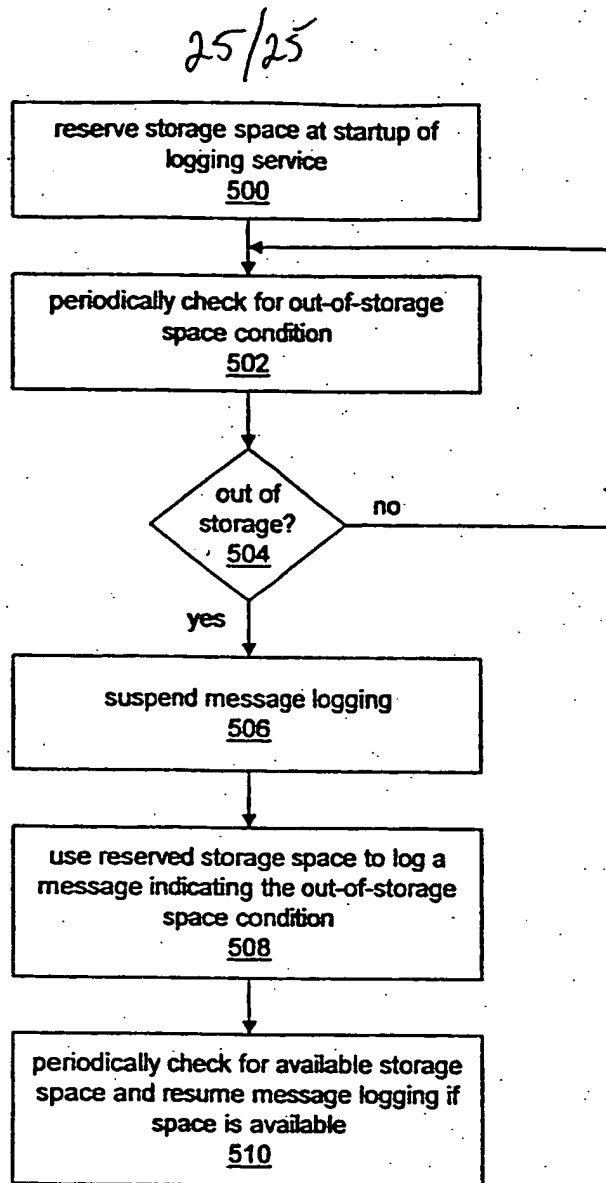 25/25
reserve storage space at startup of
logging service
500
periodically check for out-of-storage
space condition
502
out of
storage?
504
no
yes
suspend message logging
506
use reserved storage space to log a
message indicating the out-of-storage
space condition
508
periodically check for available storage
space and resume message logging if
space is available
510